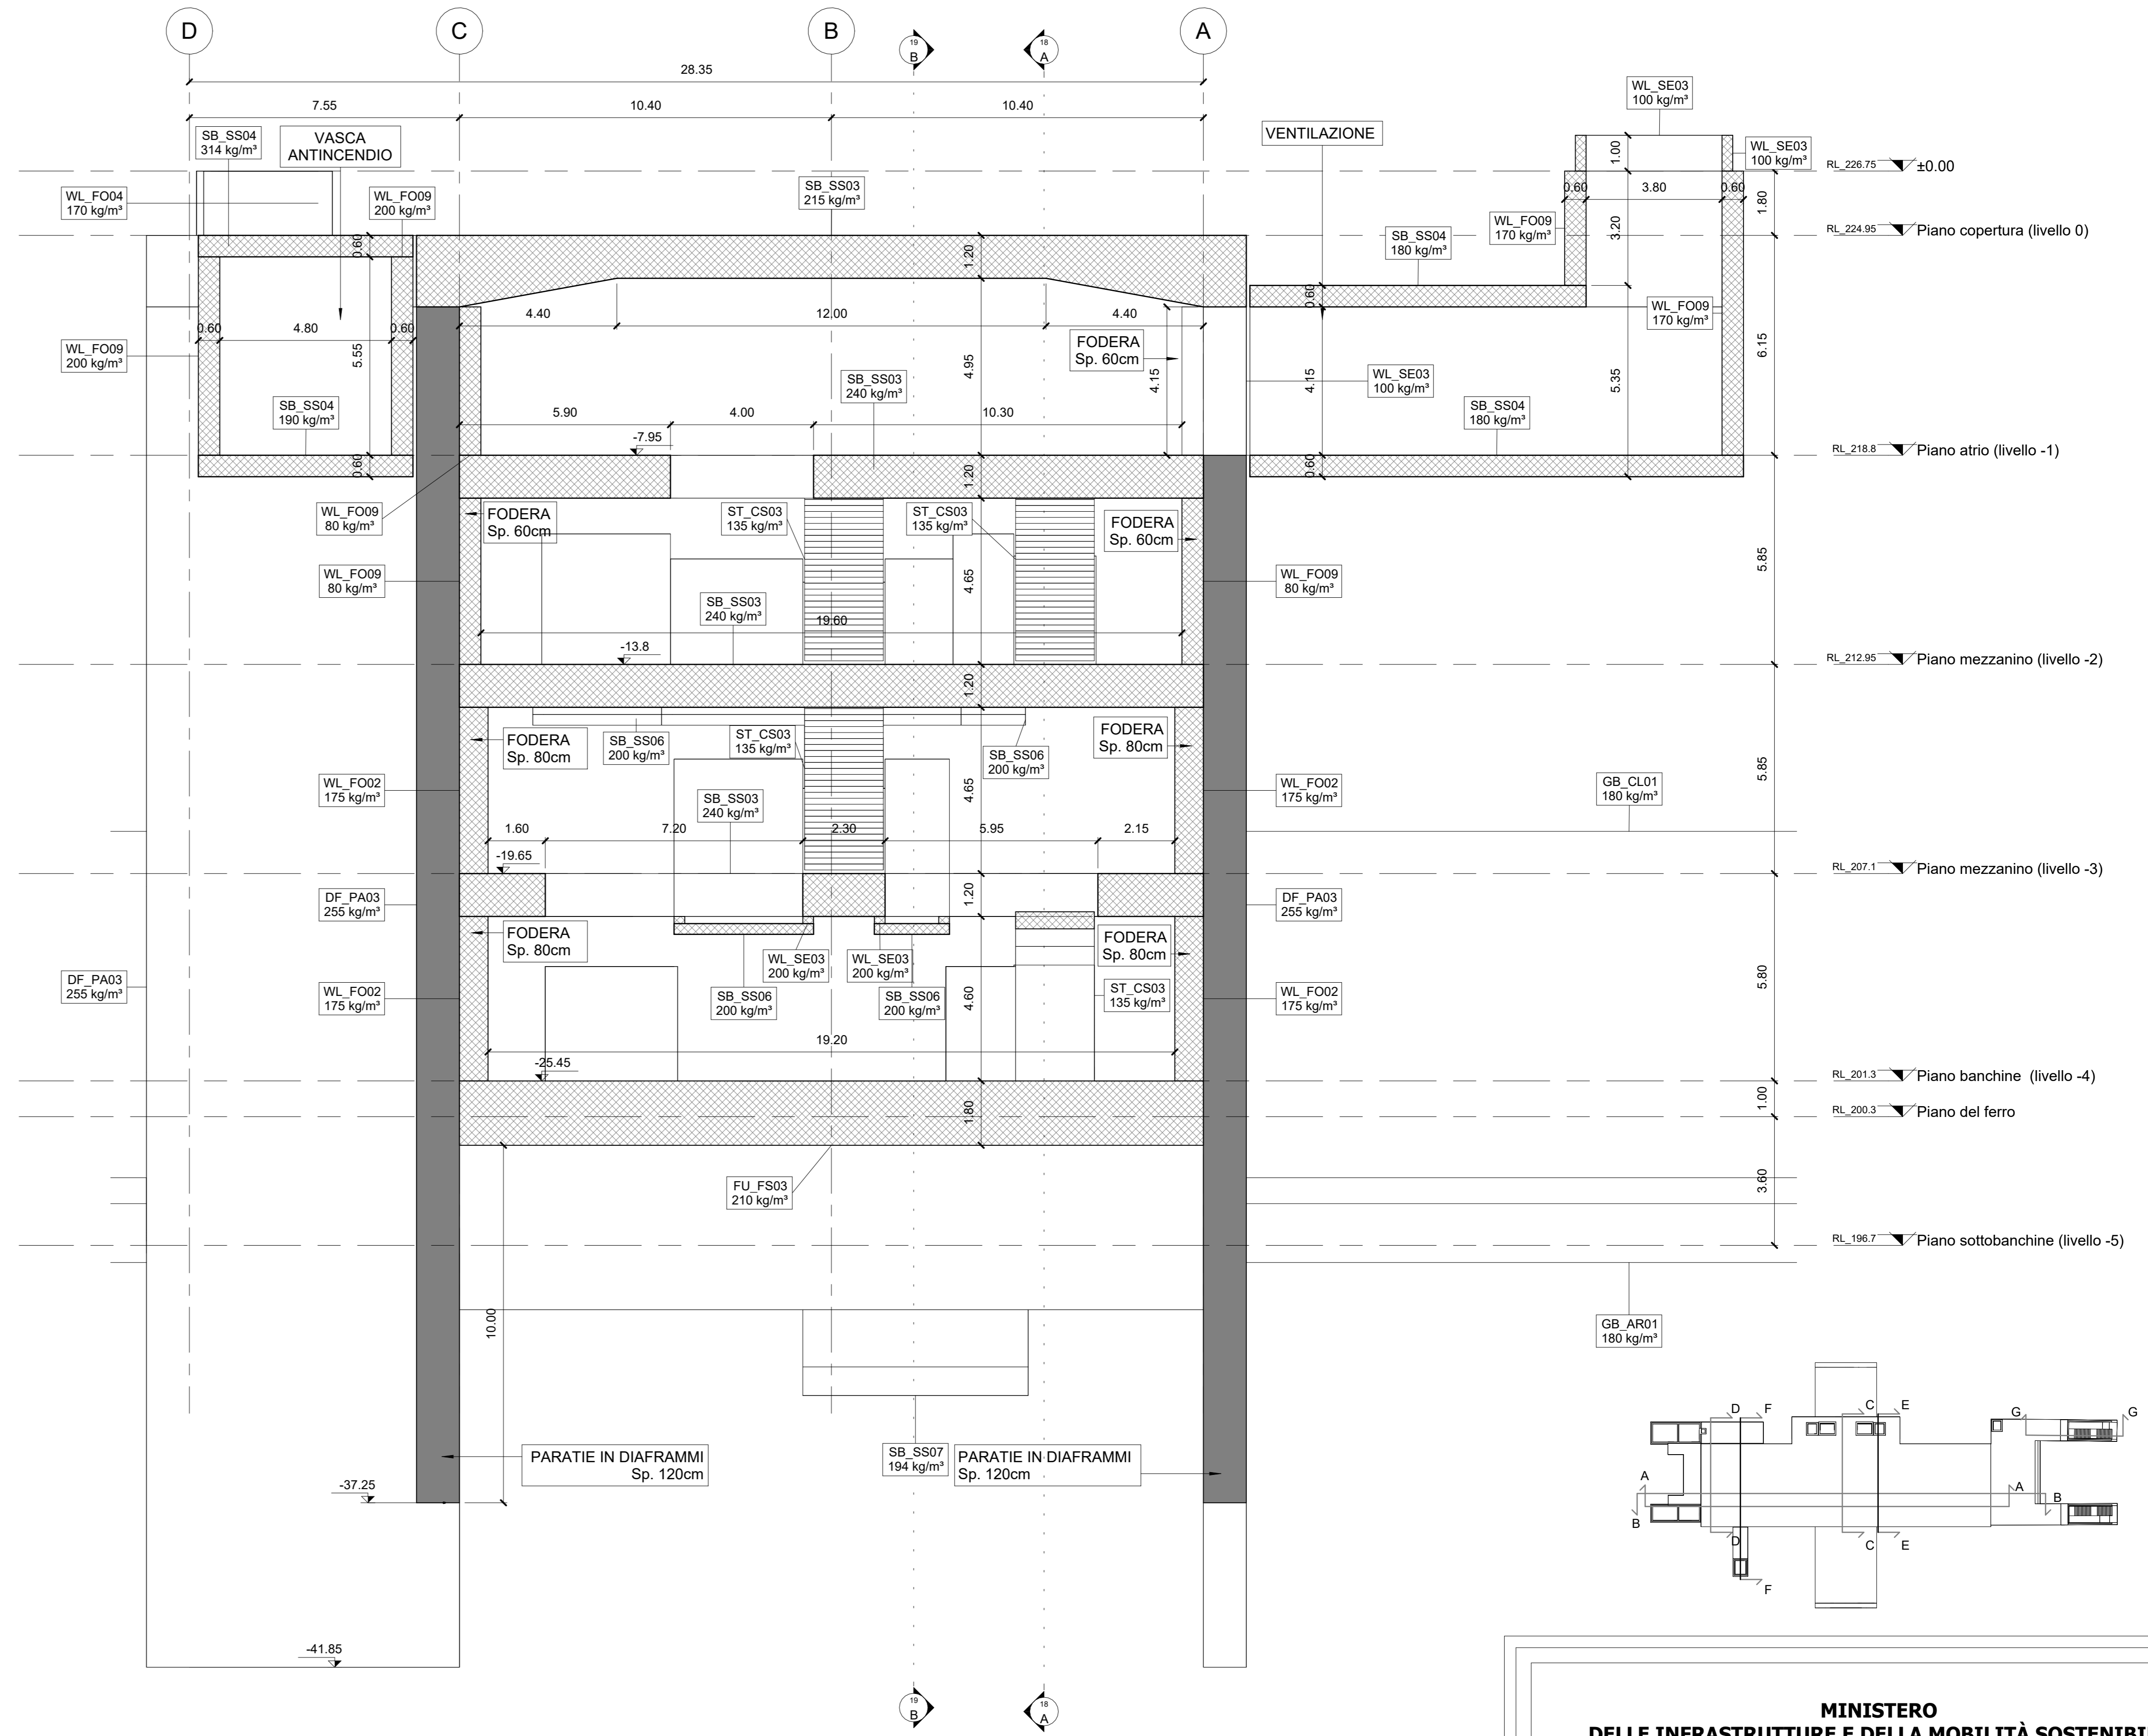 D
C
B
A
19
B
18
A
28.35
7.55
10.40
10.40
WL_SE03
100 kg/m³
SB_SS04
314 kg/m³
VASCA
ANTINCENDIO
VENTILAZIONE
1.00
WL_SE03
100 kg/m³
RL_226.75
±0.00
WL_FO04
170 kg/m³
WL_FO09
200 kg/m³
SB_SS03
215 kg/m³
0.60
3.80
0.60
1.80
WL_FO09
170 kg/m³
3.20
SB_SS04
180 kg/m³
RL_224.95
Piano copertura (livello 0)
0.60
1.20
0.60
WL_FO09
170 kg/m³
4.40
12.00
4.40
0.60
4.80
0.60
WL_FO09
200 kg/m³
5.55
FODERA
Sp. 60cm
4.95
4.15
WL_SE03
100 kg/m³
4.15
5.35
6.15
SB_SS03
240 kg/m³
SB_SS04
190 kg/m³
5.90
4.00
10.30
SB_SS04
180 kg/m³
-7.95
RL_218.8
Piano atrio (livello -1)
0.60
1.20
0.60
WL_FO09
80 kg/m³
FODERA
Sp. 60cm
ST_CS03
135 kg/m³
ST_CS03
135 kg/m³
FODERA
Sp. 60cm
5.85
WL_FO09
80 kg/m³
4.65
WL_FO09
80 kg/m³
SB_SS03
240 kg/m³
19.60
-13.8
RL_212.95
Piano mezzanino (livello -2)
1.20
FODERA
Sp. 80cm
SB_SS06
200 kg/m³
ST_CS03
135 kg/m³
SB_SS06
200 kg/m³
FODERA
Sp. 80cm
5.85
WL_FO02
175 kg/m³
SB_SS03
240 kg/m³
4.65
WL_FO02
175 kg/m³
GB_CL01
180 kg/m³
1.60
7.20
2.30
5.95
2.15
-19.65
RL_207.1
Piano mezzanino (livello -3)
1.20
DF_PA03
255 kg/m³
DF_PA03
255 kg/m³
FODERA
Sp. 80cm
FODERA
Sp. 80cm
WL_SE03
200 kg/m³
WL_SE03
200 kg/m³
DF_PA03
255 kg/m³
WL_FO02
175 kg/m³
SB_SS06
200 kg/m³
SB_SS06
200 kg/m³
4.60
ST_CS03
135 kg/m³
WL_FO02
175 kg/m³
5.80
19.20
-25.45
RL_201.3
Piano banchine  (livello -4)
1.80
1.00
RL_200.3
Piano del ferro
FU_FS03
210 kg/m³
3.60
RL_196.7
Piano sottobanchine (livello -5)
10.00
GB_AR01
180 kg/m³
PARATIE IN DIAFRAMMI
Sp. 120cm
SB_SS07
194 kg/m³
PARATIE IN DIAFRAMMI
Sp. 120cm
-37.25
D
F
C
E
G
G
A
A
B
B
D
C
E
F
-41.85
19
B
18
A
MINISTERO
DELLE INFRASTRUTTURE E DELLA MOBILITÀ SOSTENIBI